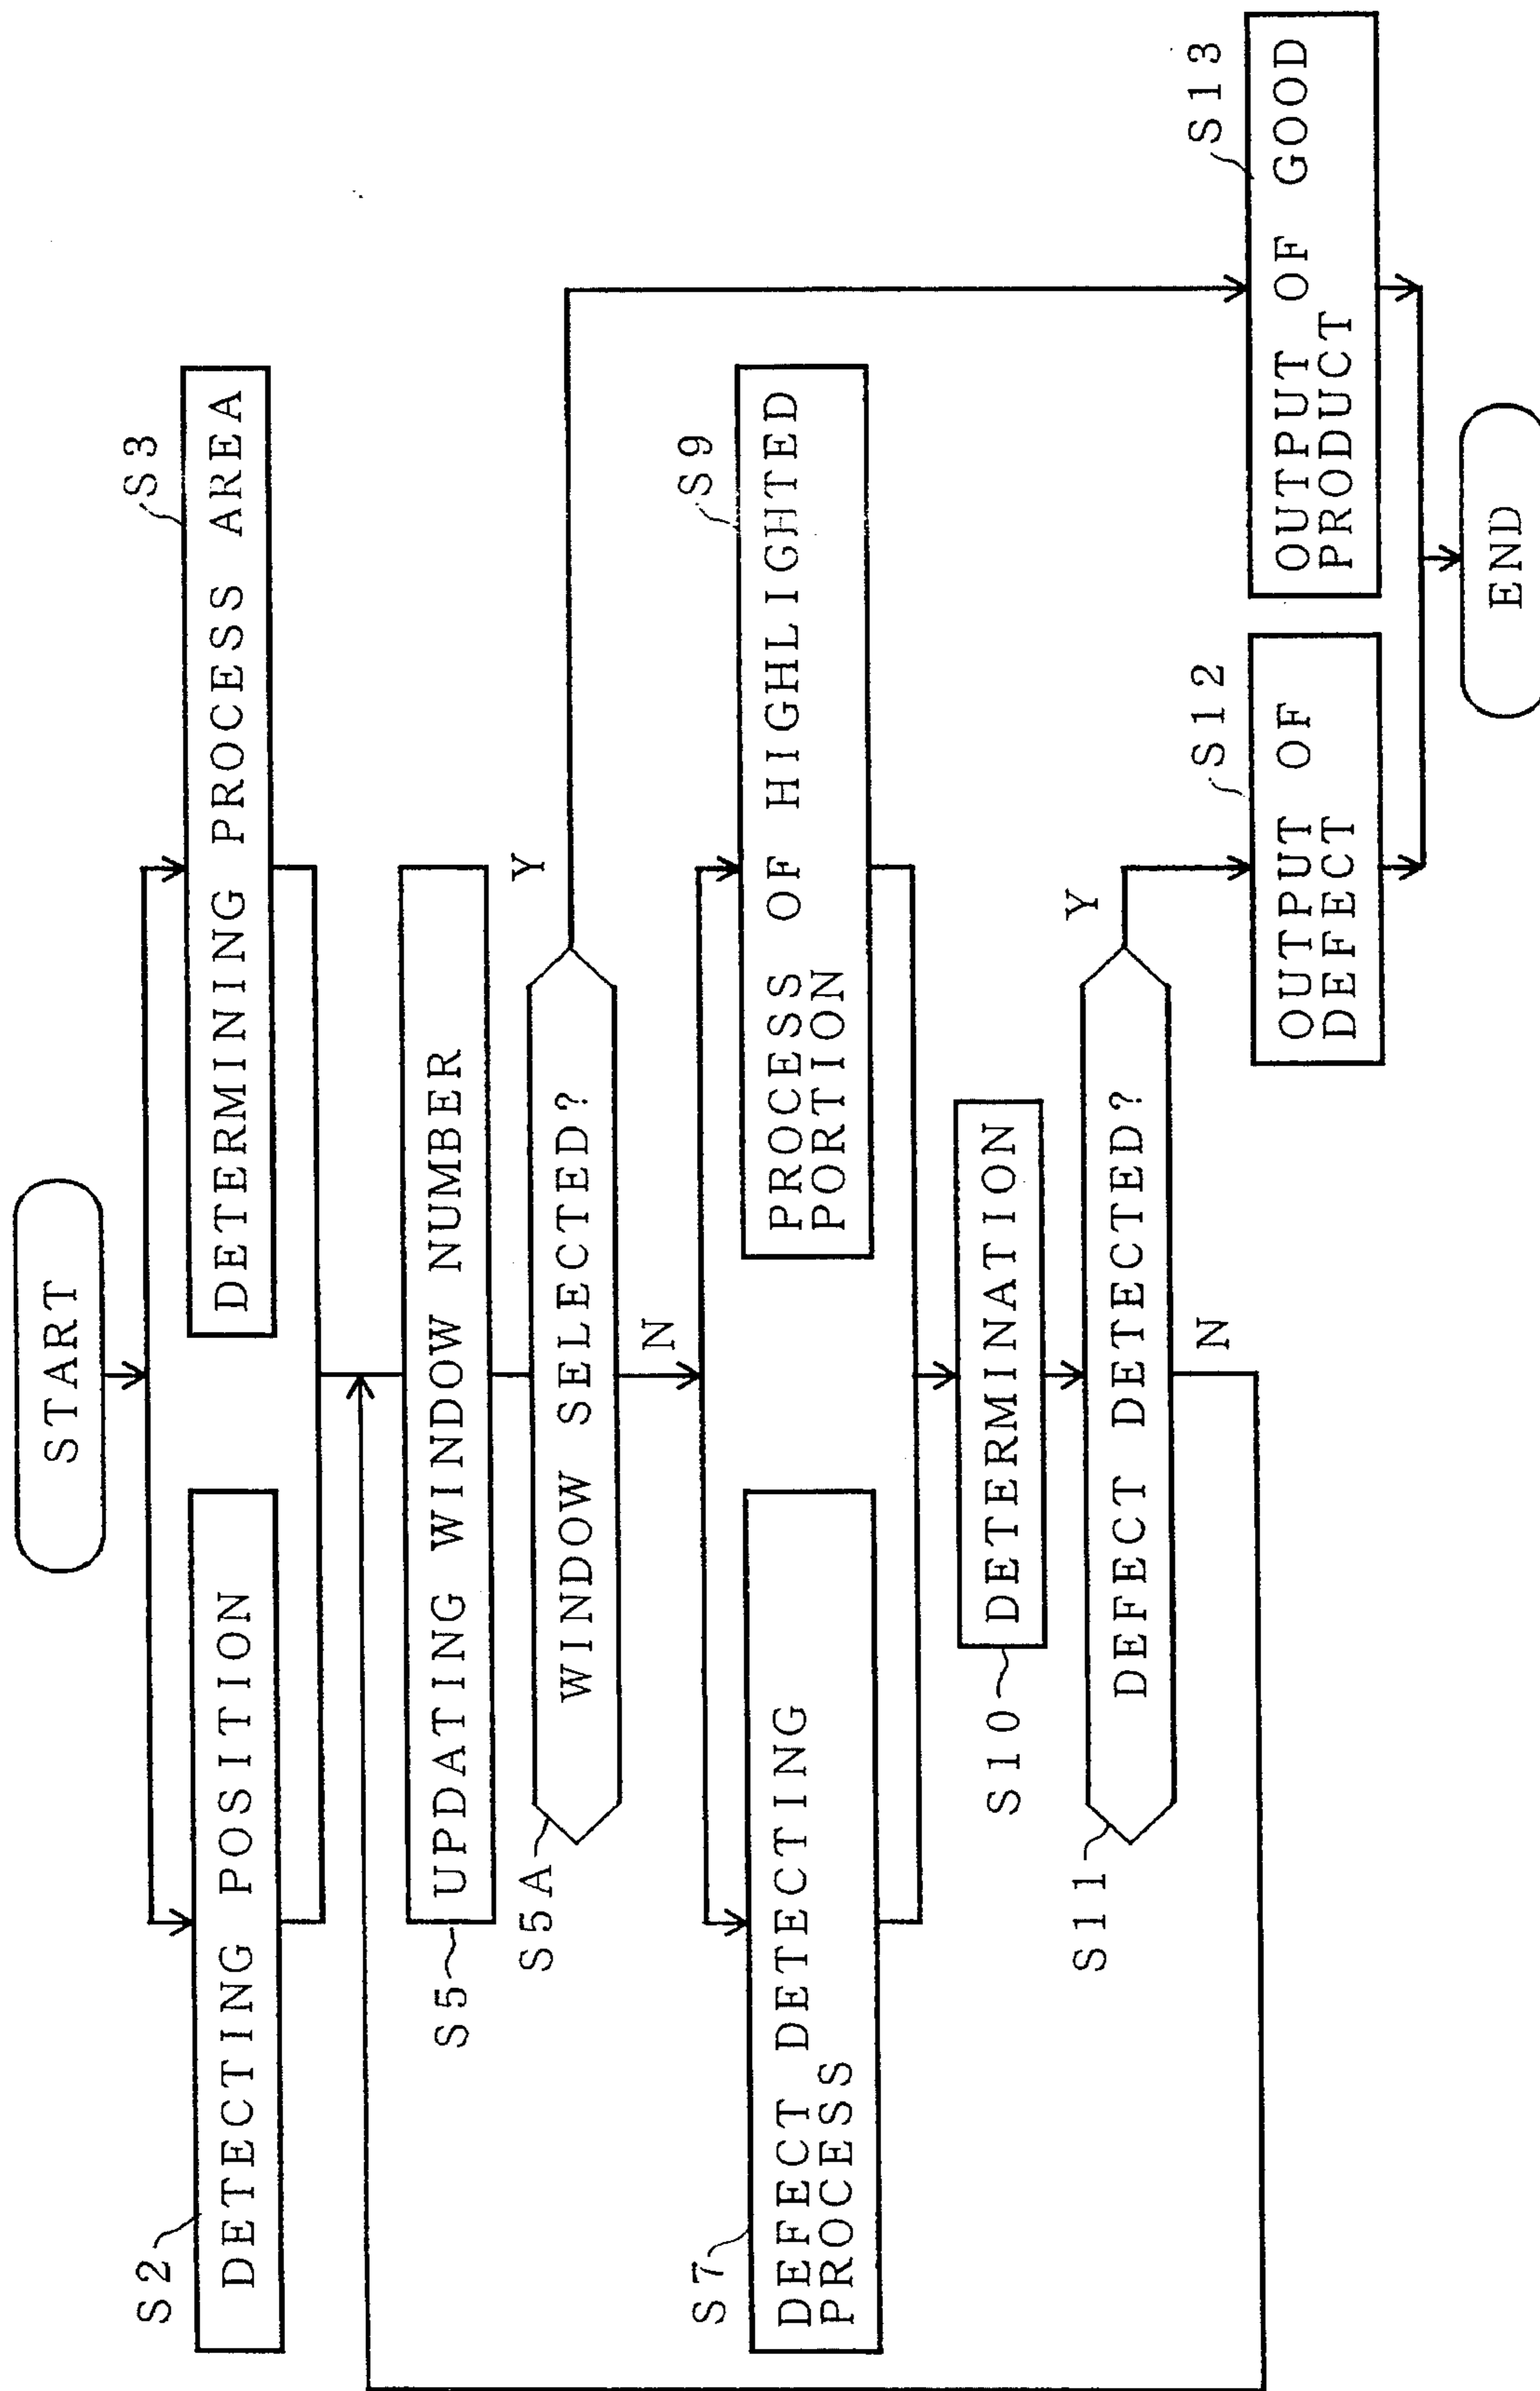 START
S2
DETECTING POSITION
S3
DETERMINING PROCESS AREA
S5
UPDATING WINDOW NUMBER
S5A
WINDOW SELECTED?
Y
N
S7
DEFECT DETECTING
PROCESS
S9
PROCESS OF HIGHLIGHTED
PORTION
S10
DETERMINATION
S11
DEFECT DETECTED?
Y
N
S12
OUTPUT OF
DEFECT
S13
OUTPUT OF GOOD
PRODUCT
END